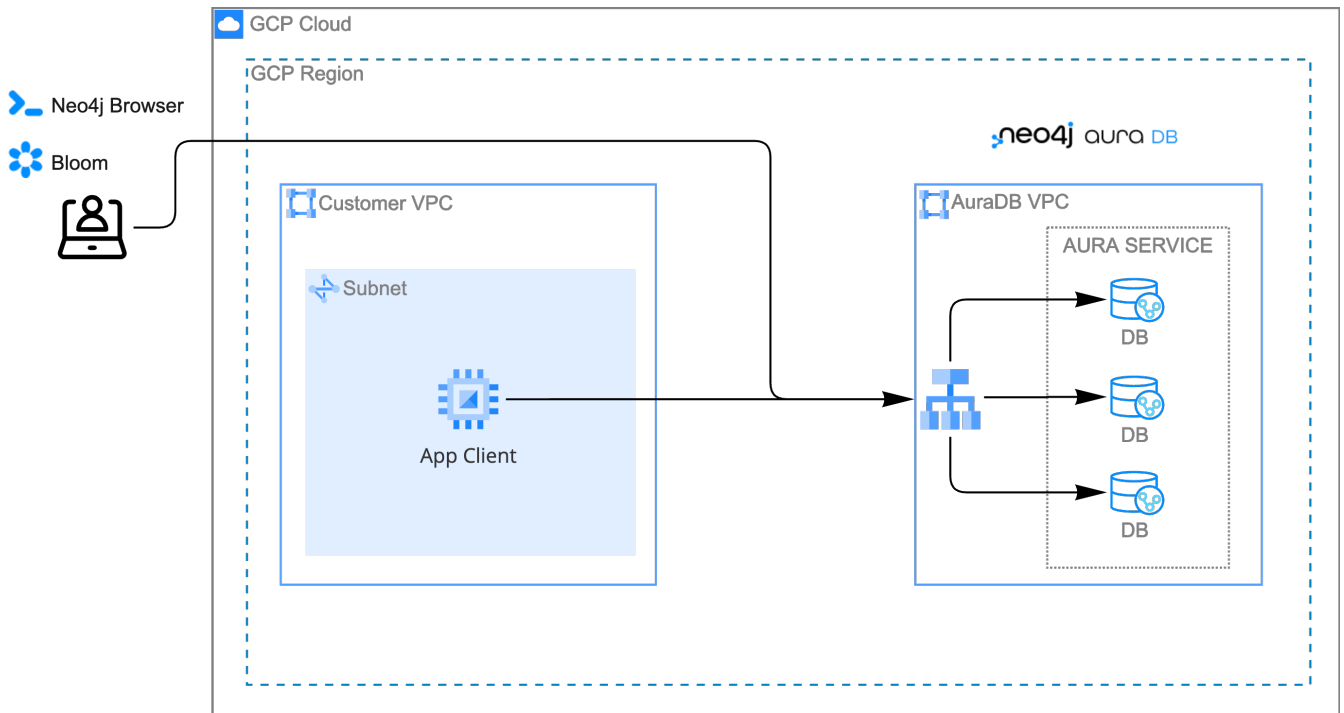 GCP Cloud
GCP Region
Neo4j Browser
Bloom
neo4j aura DB
Customer VPC
Subnet
App Client
AuraDB VPC
AURA SERVICE
DB
DB
DB